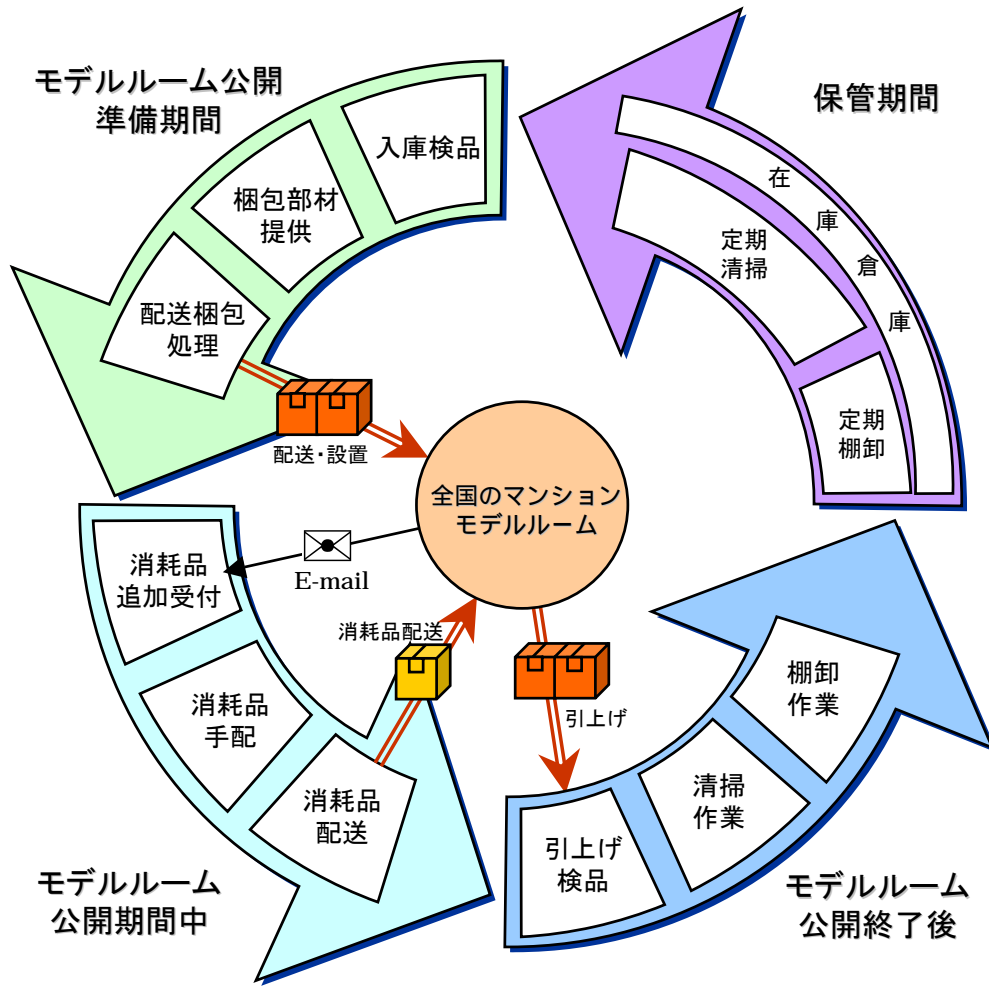 モデルルーム公開
準備期間
入庫検品
梱包部材
提供
配送梱包
処理
配送・設置
保管期間
在庫倉庫
定期
清掃
定期
棚卸
全国のマンション
モデルルーム
E-mail
消耗品
追加受付
消耗品
手配
消耗品
配送
消耗品配送
モデルルーム
公開期間中
引上げ
引上げ
検品
清掃
作業
棚卸
作業
モデルルーム
公開終了後